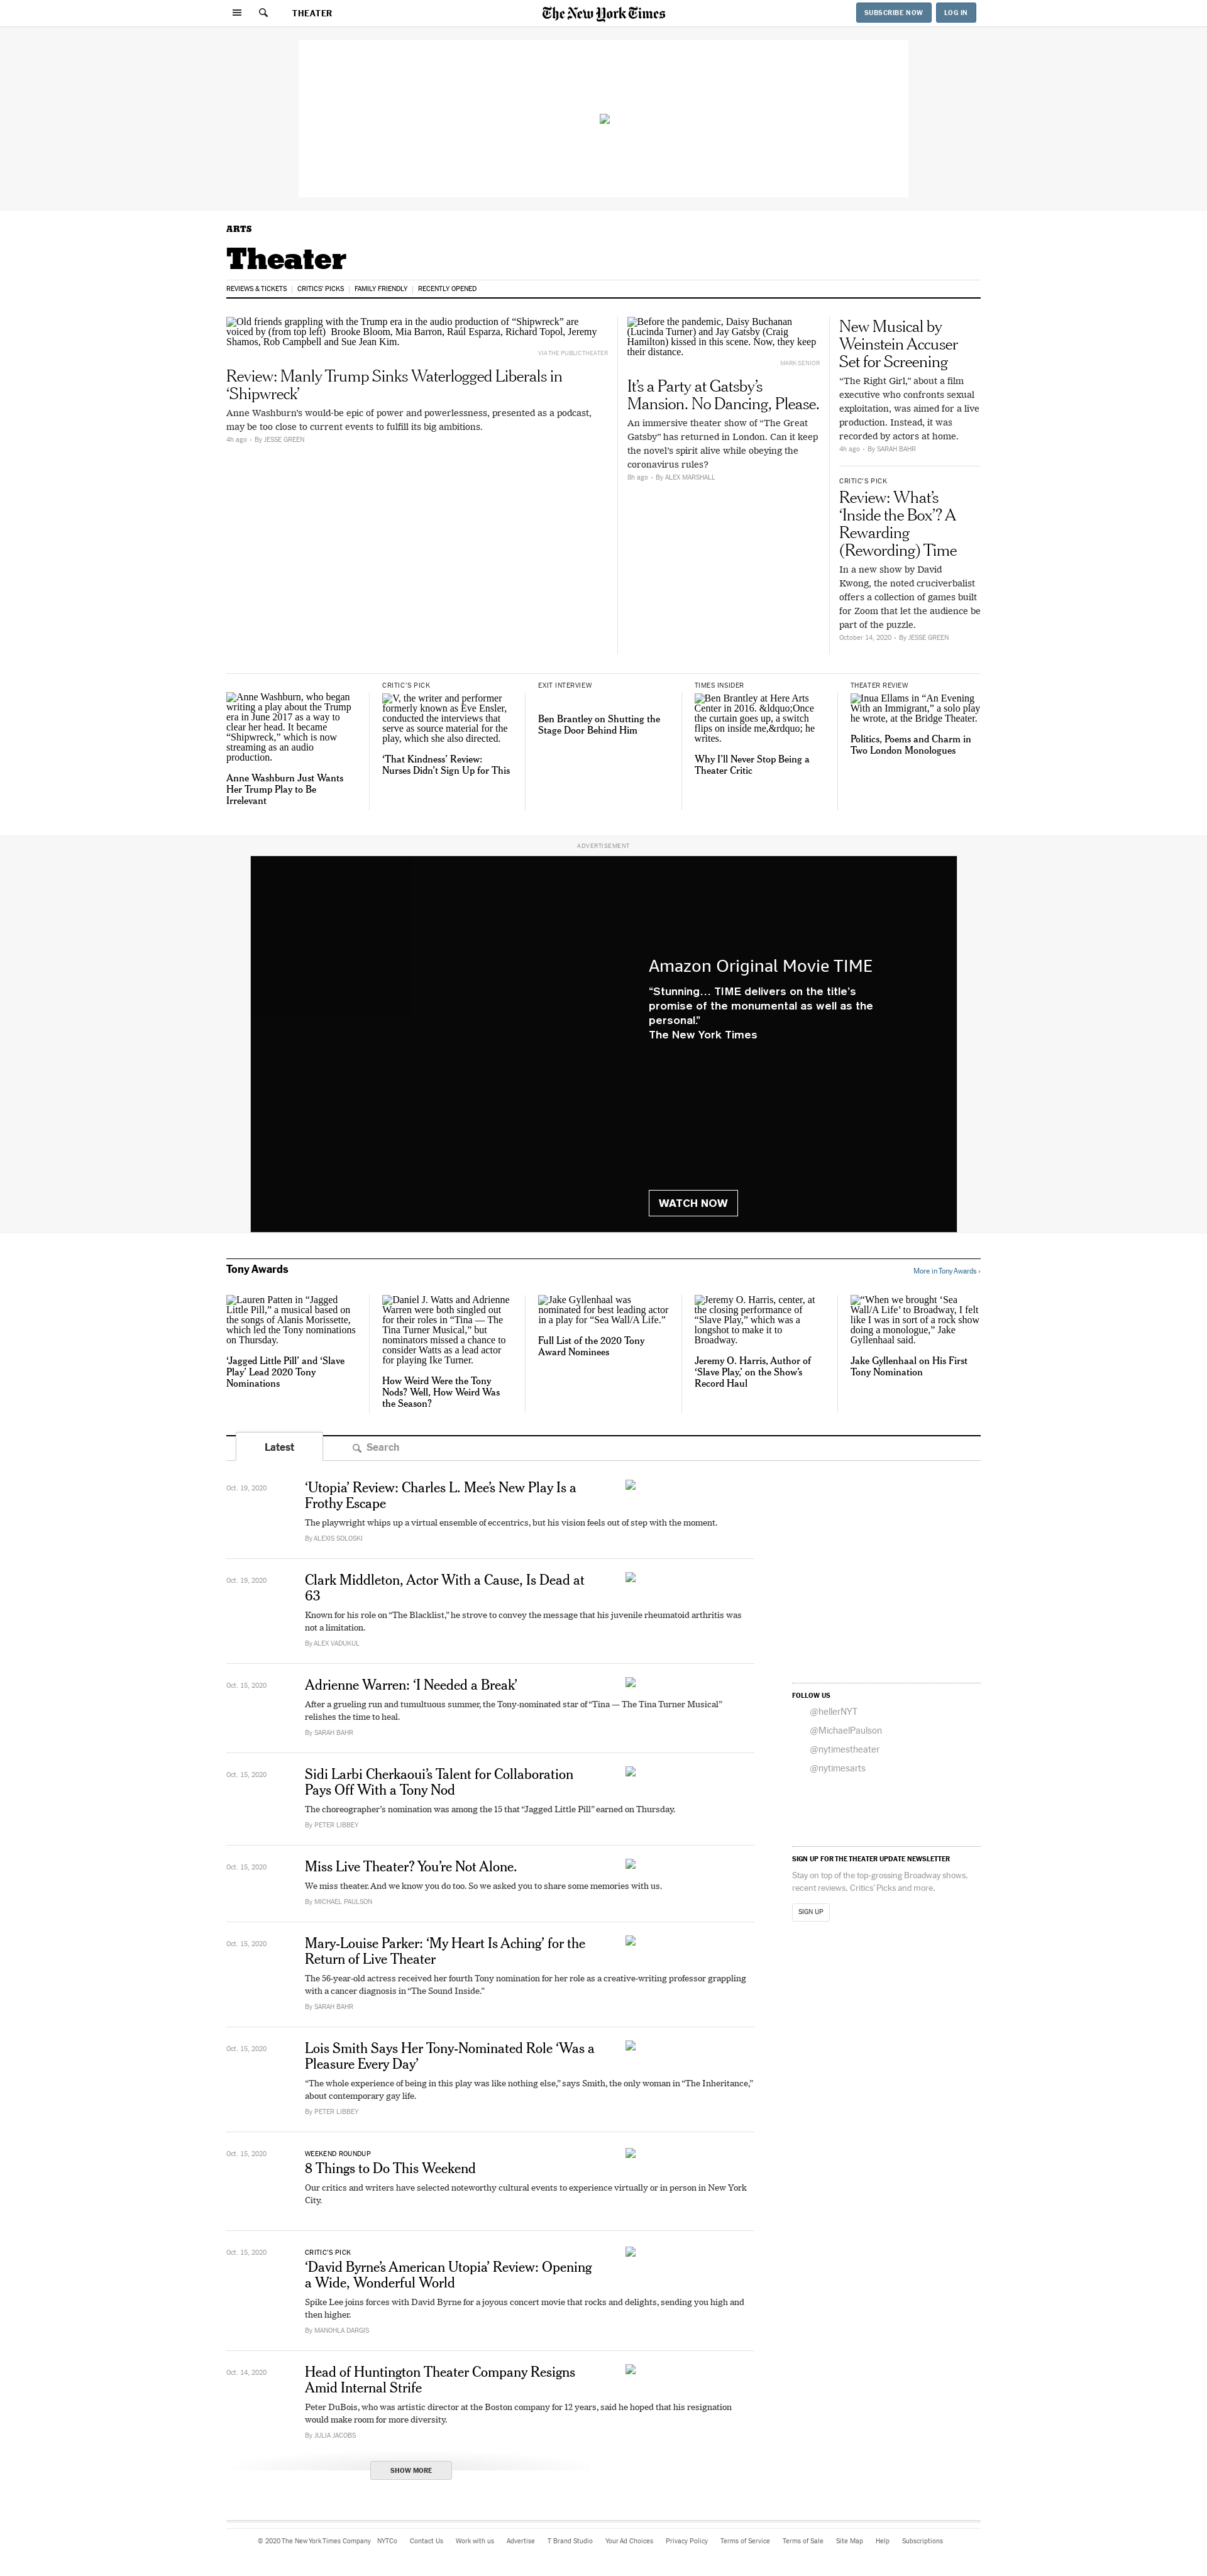 THEATER
The New York Times
SUBSCRIBE NOW
LOG IN
ARTS
Theater
REVIEWS & TICKETS
CRITICS' PICKS
FAMILY FRIENDLY
RECENTLY OPENED
Old friends grappling with the Trump era in the audio production of “Shipwreck” are
voiced by (from top left) Brooke Bloom, Mia Barron, Raúl Esparza, Richard Topol, Jeremy
Shamos, Rob Campbell and Sue Jean Kim.
VIA THE PUBLIC THEATER
Review: Manly Trump Sinks Waterlogged Liberals in
‘Shipwreck’
Anne Washburn’s would-be epic of power and powerlessness, presented as a podcast,
may be too close to current events to fulfill its big ambitions.
4h ago • By JESSE GREEN
Before the pandemic, Daisy Buchanan
(Lucinda Turner) and Jay Gatsby (Craig
Hamilton) kissed in this scene. Now, they keep
their distance.
MARK SENIOR
It’s a Party at Gatsby’s
Mansion. No Dancing, Please.
An immersive theater show of “The Great
Gatsby” has returned in London. Can it keep
the novel’s spirit alive while obeying the
coronavirus rules?
8h ago • By ALEX MARSHALL
New Musical by
Weinstein Accuser
Set for Screening
“The Right Girl,” about a film
executive who confronts sexual
exploitation, was aimed for a live
production. Instead, it was
recorded by actors at home.
4h ago • By SARAH BAHR
CRITIC’S PICK
Review: What’s
‘Inside the Box’? A
Rewarding
(Rewording) Time
In a new show by David
Kwong, the noted cruciverbalist
offers a collection of games built
for Zoom that let the audience be
part of the puzzle.
October 14, 2020 • By JESSE GREEN
Anne Washburn, who began
writing a play about the Trump
era in June 2017 as a way to
clear her head. It became
“Shipwreck,” which is now
streaming as an audio
production.
Anne Washburn Just Wants
Her Trump Play to Be
Irrelevant
CRITIC’S PICK
V, the writer and performer
formerly known as Eve Ensler,
conducted the interviews that
serve as source material for the
play, which she also directed.
‘That Kindness’ Review:
Nurses Didn’t Sign Up for This
EXIT INTERVIEW
Ben Brantley on Shutting the
Stage Door Behind Him
TIMES INSIDER
Ben Brantley at Here Arts
Center in 2016. &ldquo;Once
the curtain goes up, a switch
flips on inside me,&rdquo; he
writes.
Why I’ll Never Stop Being a
Theater Critic
THEATER REVIEW
Inua Ellams in “An Evening
With an Immigrant,” a solo play
he wrote, at the Bridge Theater.
Politics, Poems and Charm in
Two London Monologues
ADVERTISEMENT
Amazon Original Movie TIME
“Stunning… TIME delivers on the title’s
promise of the monumental as well as the
personal.”
The New York Times
WATCH NOW
Tony Awards
More in Tony Awards ›
Lauren Patten in “Jagged
Little Pill,” a musical based on
the songs of Alanis Morissette,
which led the Tony nominations
on Thursday.
‘Jagged Little Pill’ and ‘Slave
Play’ Lead 2020 Tony
Nominations
Daniel J. Watts and Adrienne
Warren were both singled out
for their roles in “Tina — The
Tina Turner Musical,” but
nominators missed a chance to
consider Watts as a lead actor
for playing Ike Turner.
How Weird Were the Tony
Nods? Well, How Weird Was
the Season?
Jake Gyllenhaal was
nominated for best leading actor
in a play for “Sea Wall/A Life.”
Full List of the 2020 Tony
Award Nominees
Jeremy O. Harris, center, at
the closing performance of
“Slave Play,” which was a
longshot to make it to
Broadway.
Jeremy O. Harris, Author of
‘Slave Play,’ on the Show’s
Record Haul
“When we brought ‘Sea
Wall/A Life’ to Broadway, I felt
like I was in sort of a rock show
doing a monologue,” Jake
Gyllenhaal said.
Jake Gyllenhaal on His First
Tony Nomination
Latest
Search
Oct. 19, 2020
‘Utopia’ Review: Charles L. Mee’s New Play Is a
Frothy Escape
The playwright whips up a virtual ensemble of eccentrics, but his vision feels out of step with the moment.
By ALEXIS SOLOSKI
Oct. 19, 2020
Clark Middleton, Actor With a Cause, Is Dead at
63
Known for his role on “The Blacklist,” he strove to convey the message that his juvenile rheumatoid arthritis was
not a limitation.
By ALEX VADUKUL
Oct. 15, 2020
Adrienne Warren: ‘I Needed a Break’
After a grueling run and tumultuous summer, the Tony-nominated star of “Tina — The Tina Turner Musical”
relishes the time to heal.
By SARAH BAHR
Oct. 15, 2020
Sidi Larbi Cherkaoui’s Talent for Collaboration
Pays Off With a Tony Nod
The choreographer’s nomination was among the 15 that “Jagged Little Pill” earned on Thursday.
By PETER LIBBEY
Oct. 15, 2020
Miss Live Theater? You’re Not Alone.
We miss theater. And we know you do too. So we asked you to share some memories with us.
By MICHAEL PAULSON
Oct. 15, 2020
Mary-Louise Parker: ‘My Heart Is Aching’ for the
Return of Live Theater
The 56-year-old actress received her fourth Tony nomination for her role as a creative-writing professor grappling
with a cancer diagnosis in “The Sound Inside.”
By SARAH BAHR
Oct. 15, 2020
Lois Smith Says Her Tony-Nominated Role ‘Was a
Pleasure Every Day’
“The whole experience of being in this play was like nothing else,” says Smith, the only woman in “The Inheritance,”
about contemporary gay life.
By PETER LIBBEY
Oct. 15, 2020
WEEKEND ROUNDUP
8 Things to Do This Weekend
Our critics and writers have selected noteworthy cultural events to experience virtually or in person in New York
City.
Oct. 15, 2020
CRITIC’S PICK
‘David Byrne’s American Utopia’ Review: Opening
a Wide, Wonderful World
Spike Lee joins forces with David Byrne for a joyous concert movie that rocks and delights, sending you high and
then higher.
By MANOHLA DARGIS
Oct. 14, 2020
Head of Huntington Theater Company Resigns
Amid Internal Strife
Peter DuBois, who was artistic director at the Boston company for 12 years, said he hoped that his resignation
would make room for more diversity.
By JULIA JACOBS
SHOW MORE
FOLLOW US
@hellerNYT
@MichaelPaulson
@nytimestheater
@nytimesarts
SIGN UP FOR THE THEATER UPDATE NEWSLETTER
Stay on top of the top-grossing Broadway shows,
recent reviews, Critics’ Picks and more.
SIGN UP
© 2020 The New York Times Company
NYTCo
Contact Us
Work with us
Advertise
T Brand Studio
Your Ad Choices
Privacy Policy
Terms of Service
Terms of Sale
Site Map
Help
Subscriptions